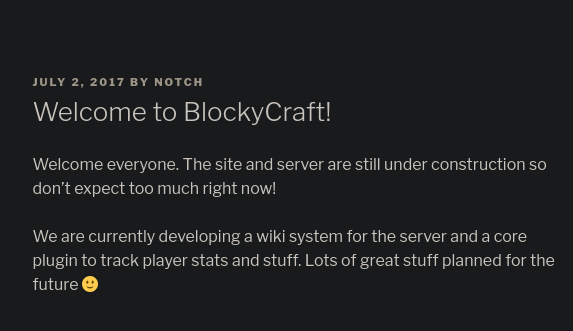 JULY 2, 2017 BY NOTCH
Welcome to BlockyCraft!
Welcome everyone. The site and server are still under construction so
don’t expect too much right now!
We are currently developing a wiki system for the server and a core
plugin to track player stats and stuff. Lots of great stuff planned for the
future 🙂